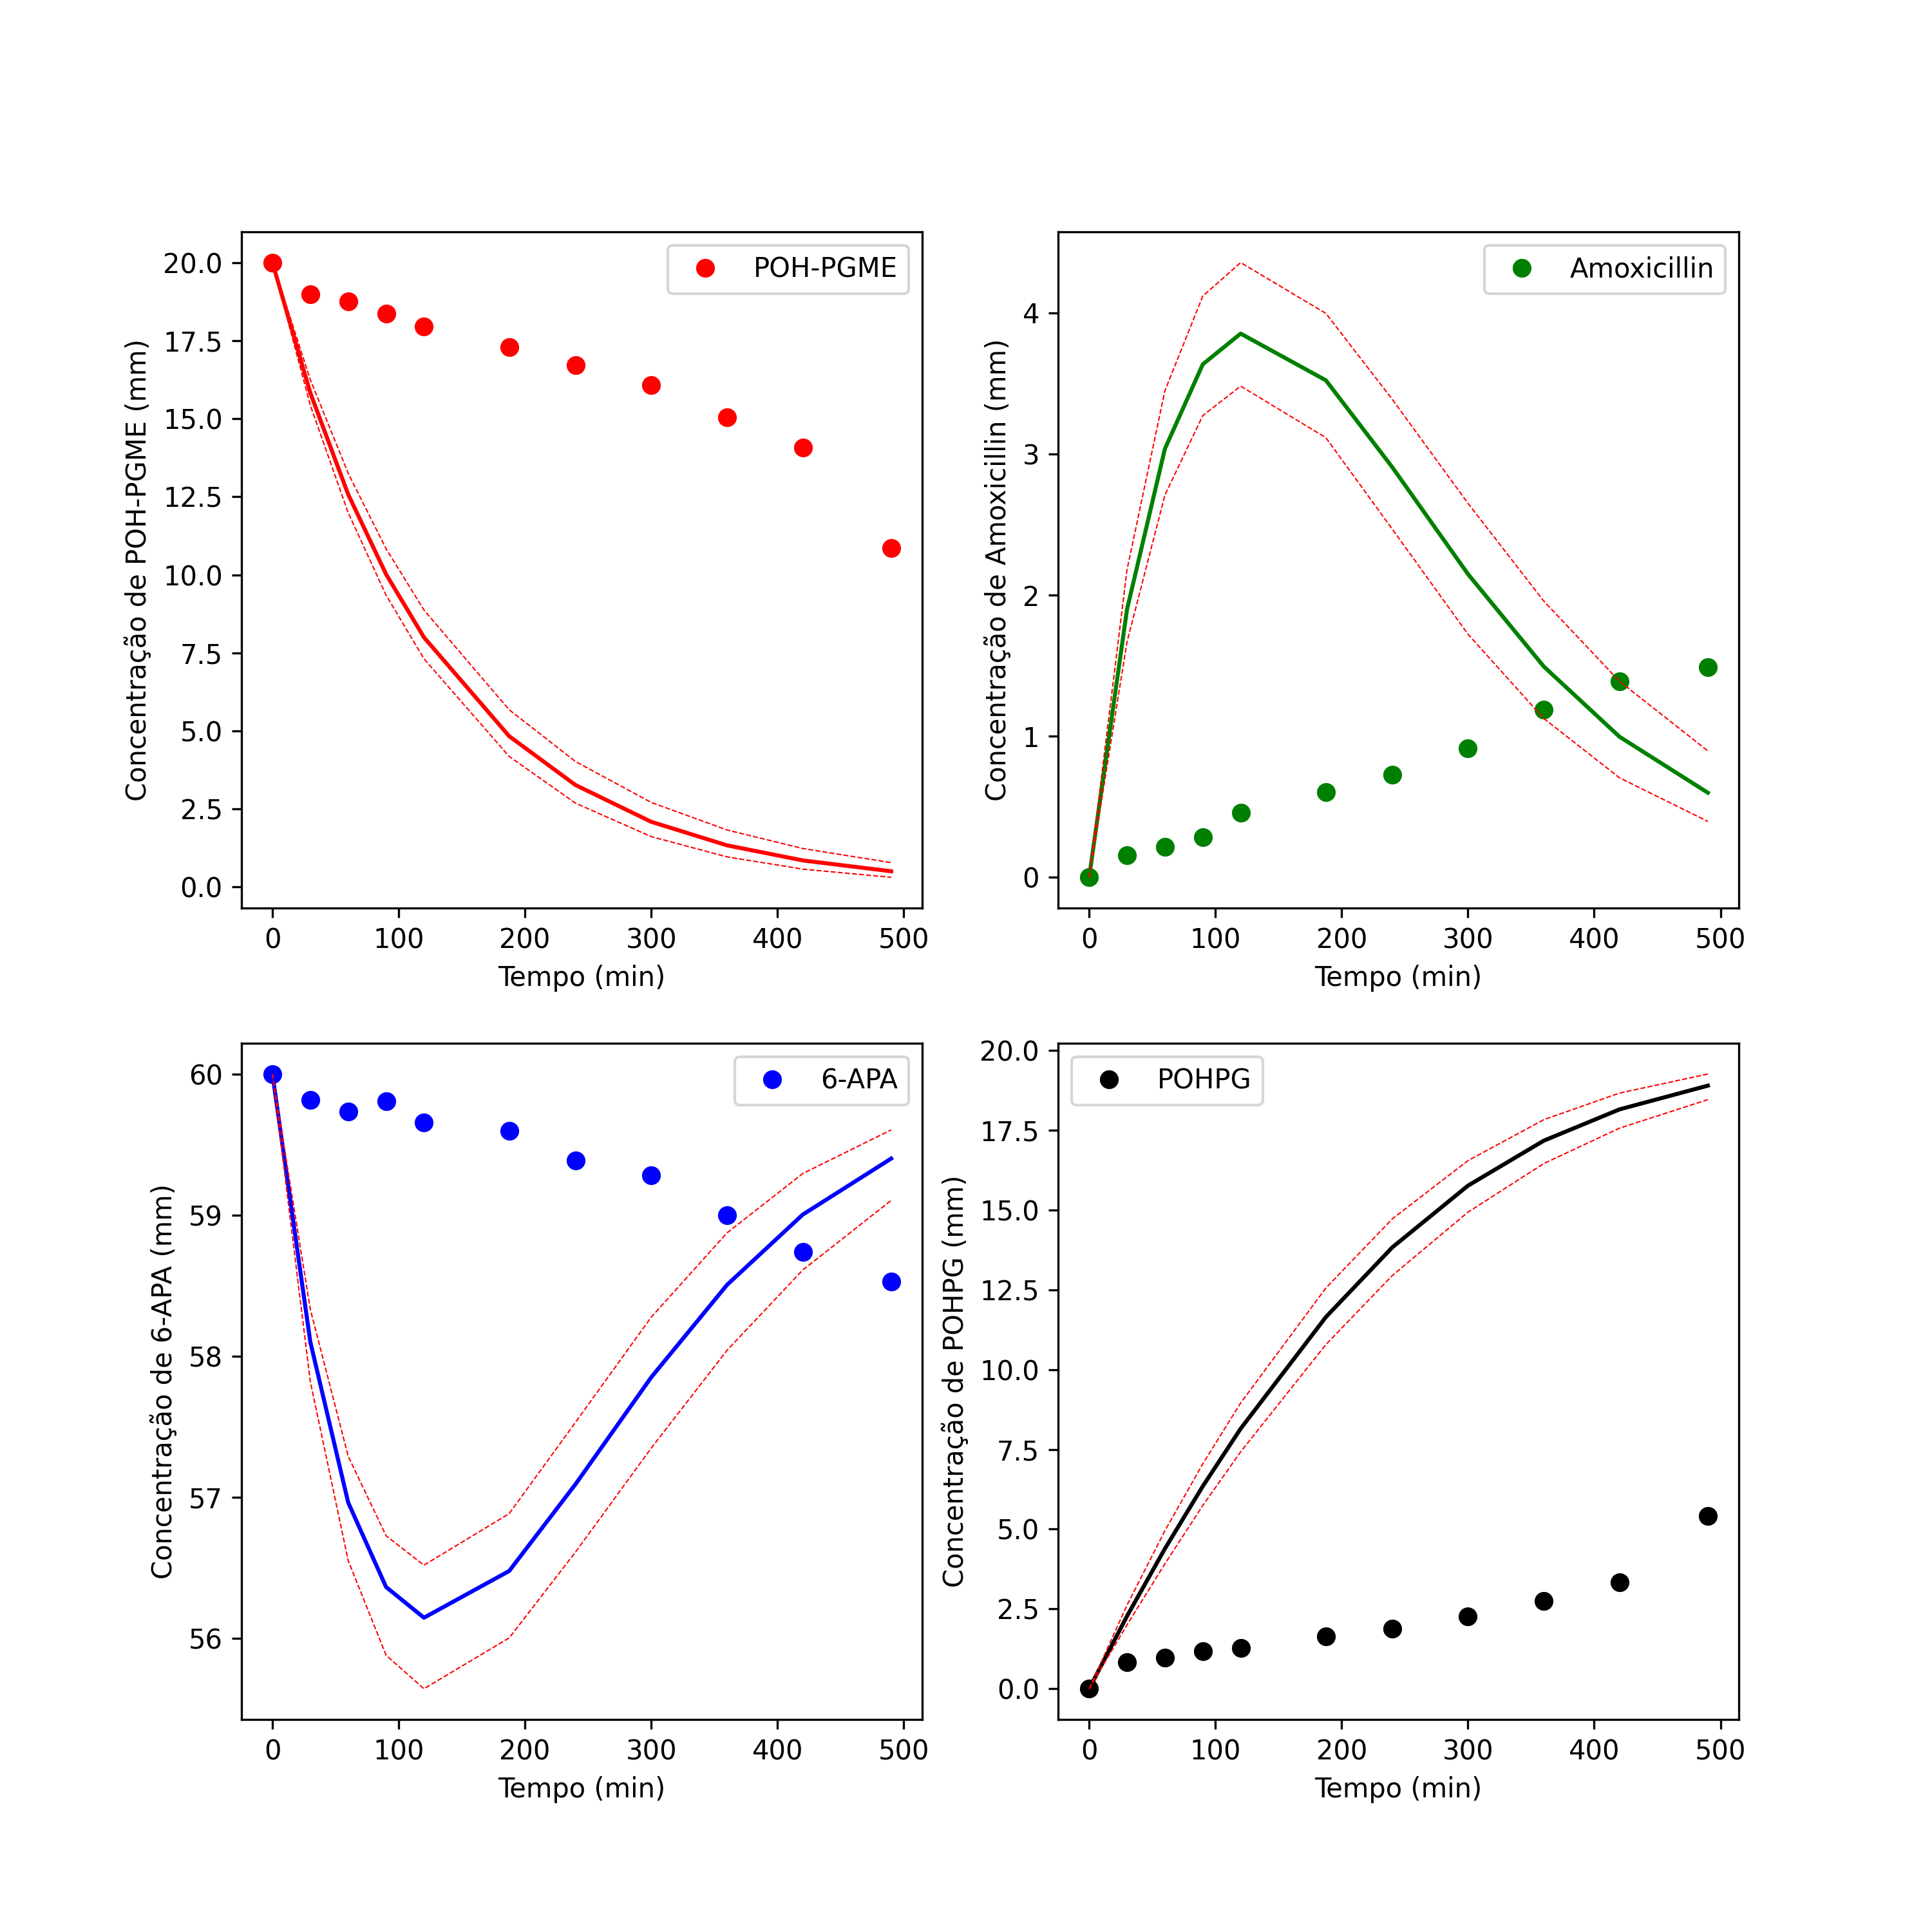 POH-PGME
Concentração de POH-PGME (mm)
20.0
17.5
15.0
12.5
10.0
7.5
5.0
2.5
0.0
0 100 200 300 400 500
Tempo (min)
Amoxicillin
Concentração de Amoxicillin (mm)
4
3
2
1
0
0 100 200 300 400 500
Tempo (min)
6-APA
Concentração de 6-APA (mm)
60
59
58
57
56
0 100 200 300 400 500
Tempo (min)
POHPG
Concentração de POHPG (mm)
20.0
17.5
15.0
12.5
10.0
7.5
5.0
2.5
0.0
0 100 200 300 400 500
Tempo (min)